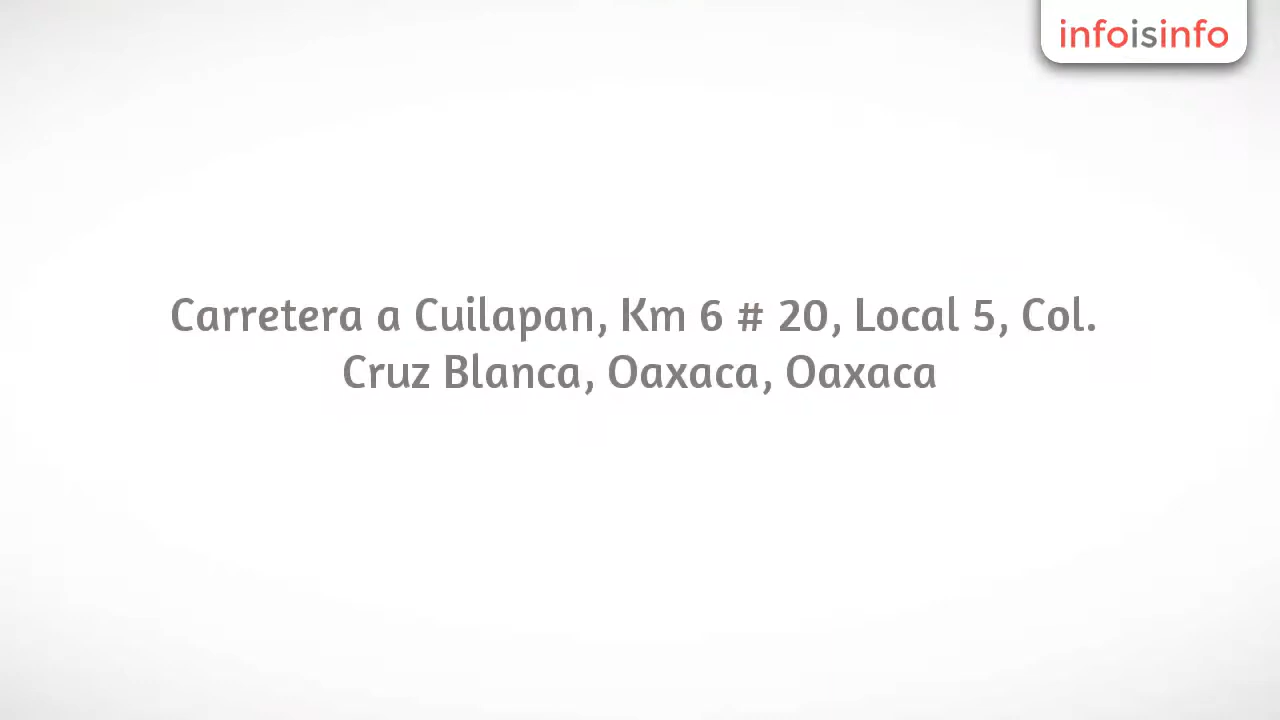 infoisinfo
Carretera a Cuilapan, Km 6 # 20, Local 5, Col.
Cruz Blanca, Oaxaca, Oaxaca